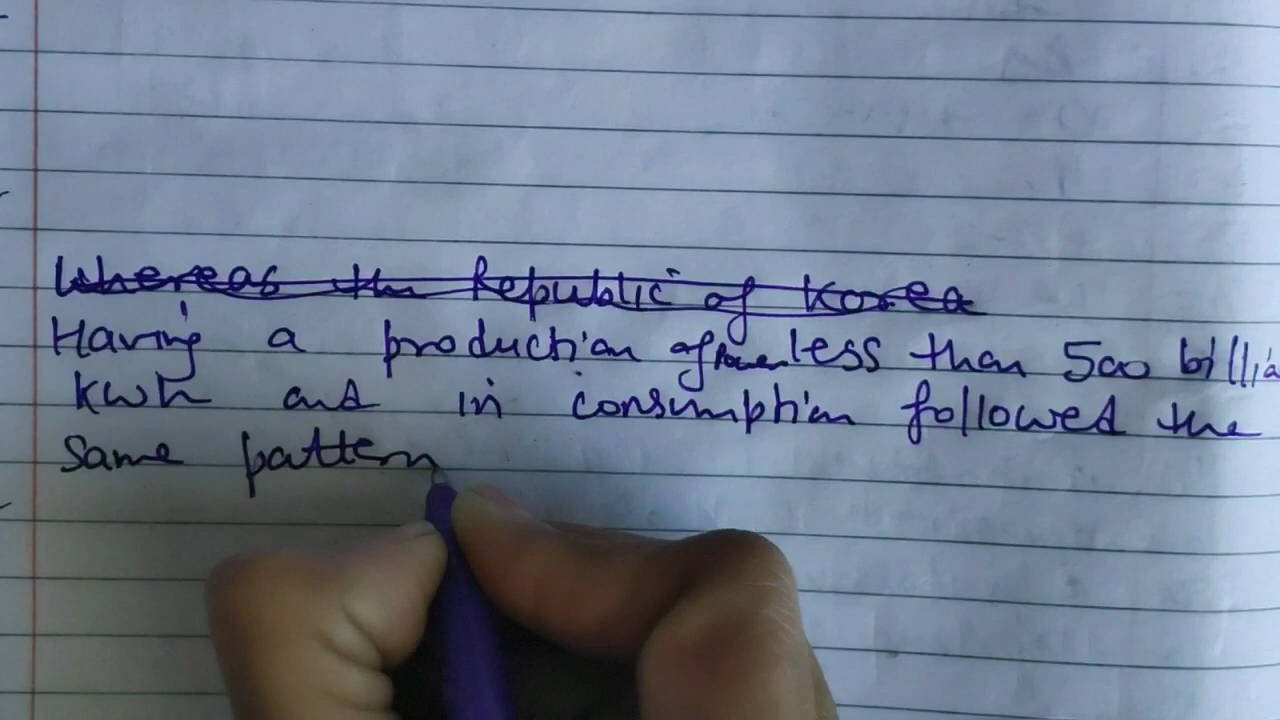 Whereas the Republic of Korea
Having a production of power less than 500 billio
kwh and in consumption followed the
same pattern